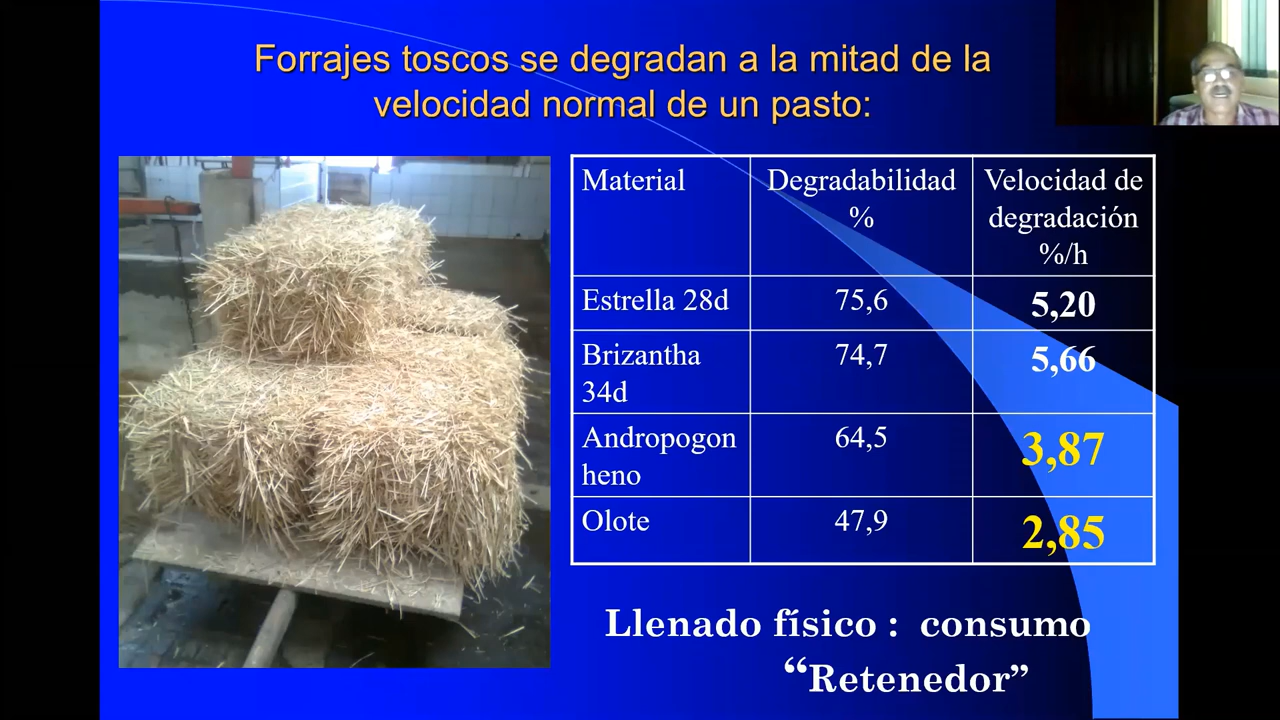 Forrajes toscos se degradan a la mitad de la
velocidad normal de un pasto:
Material Degradabilidad % Velocidad de degradación %/h
Estrella 28d 75,6 5,20
Brizantha 34d 74,7 5,66
Andropogon heno 64,5 3,87
Olote 47,9 2,85
Llenado físico : consumo
“Retenedor”